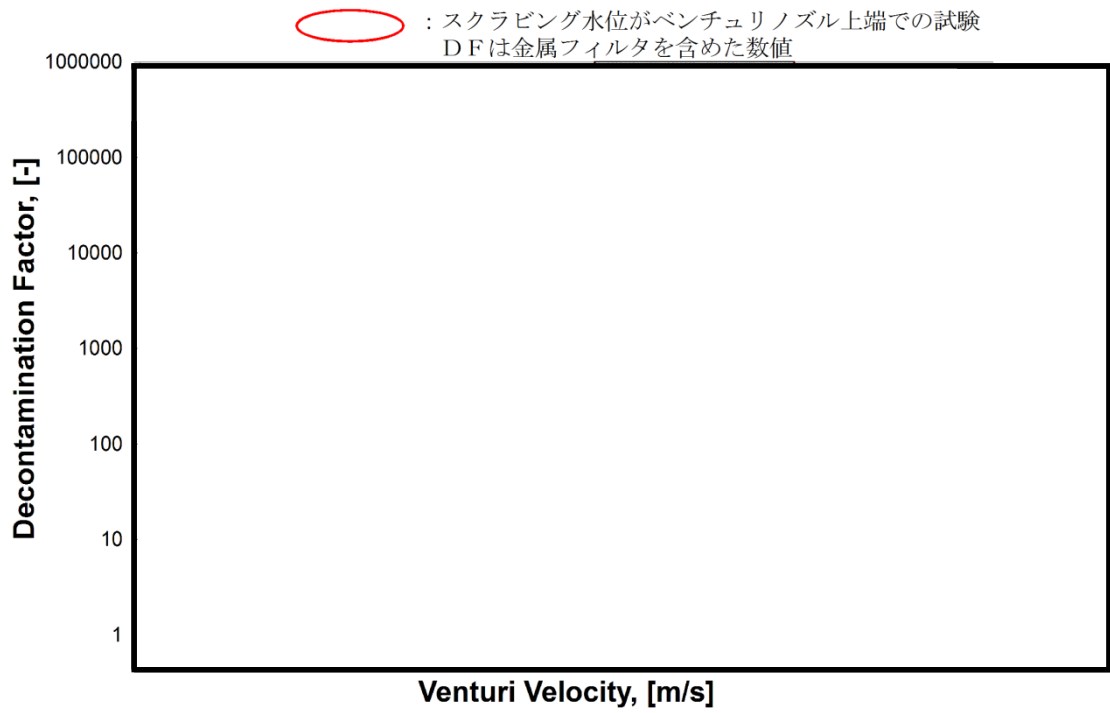 ：スクラビング水位がベンチュリノズル上端での試験
ＤＦは金属フィルタを含めた数値
1000000
100000
10000
1000
100
10
1
Decontamination Factor, [-]
Venturi Velocity, [m/s]